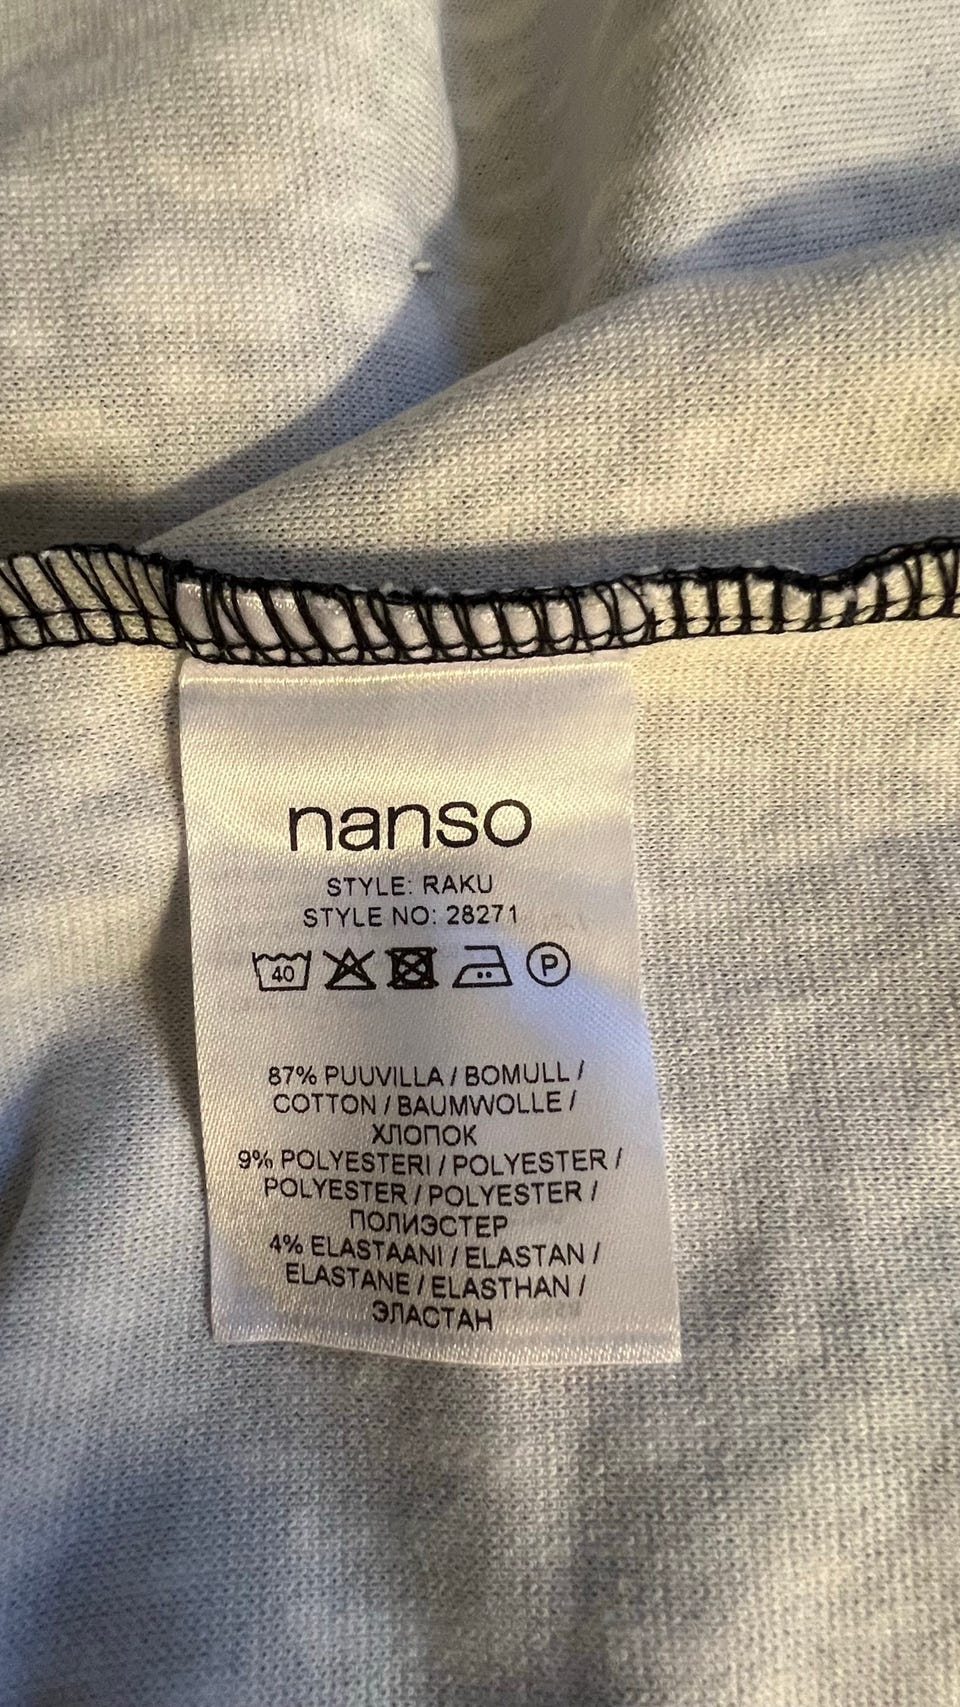 nanso
STYLE: RAKU
STYLE NO: 28271
40 P
87% PUUVILLA / BOMULL /
COTTON / BAUMWOLLE /
ХЛОПОК
9% POLYESTERI / POLYESTER /
POLYESTER / POLYESTER /
ПОЛИЭСТЕР
4% ELASTAANI / ELASTAN /
ELASTANE / ELASTHAN /
ЭЛАСТАН